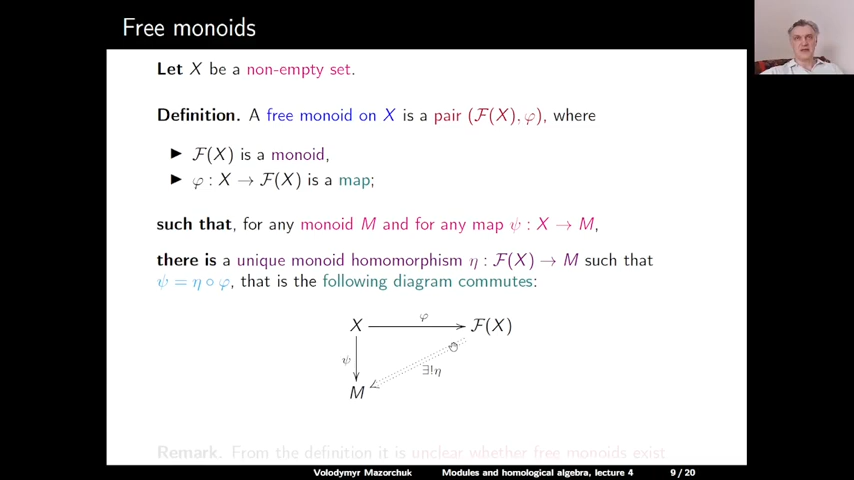 Free monoids
Let X be a non-empty set.
Definition. A free monoid on X is a pair (ℱ(X), φ), where
▶ ℱ(X) is a monoid,
▶ φ : X → ℱ(X) is a map;
such that, for any monoid M and for any map ψ : X → M,
there is a unique monoid homomorphism η : ℱ(X) → M such that
ψ = η ∘ φ, that is the following diagram commutes:
φ
X ℱ(X)
ψ
∃!η
M
Remark. From the definition it is unclear whether free monoids exist
Volodymyr Mazorchuk Modules and homological algebra, lecture 4 9 / 20